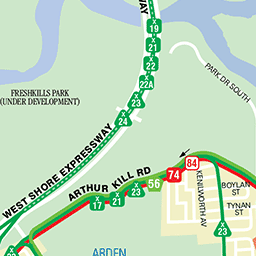 PARKWAY
X
19
X
21
X
22
X
22A
X
23
X
24
PARK DR SOUTH
FRESHKILLS PARK
(UNDER DEVELOPMENT)
WEST SHORE EXPRESSWAY
ARTHUR KILL RD
X
17
X
21
X
23
56
74
84
KENILWORTH AV
BOYLAN
ST
TYNAN
ST
X
23
ARDEN